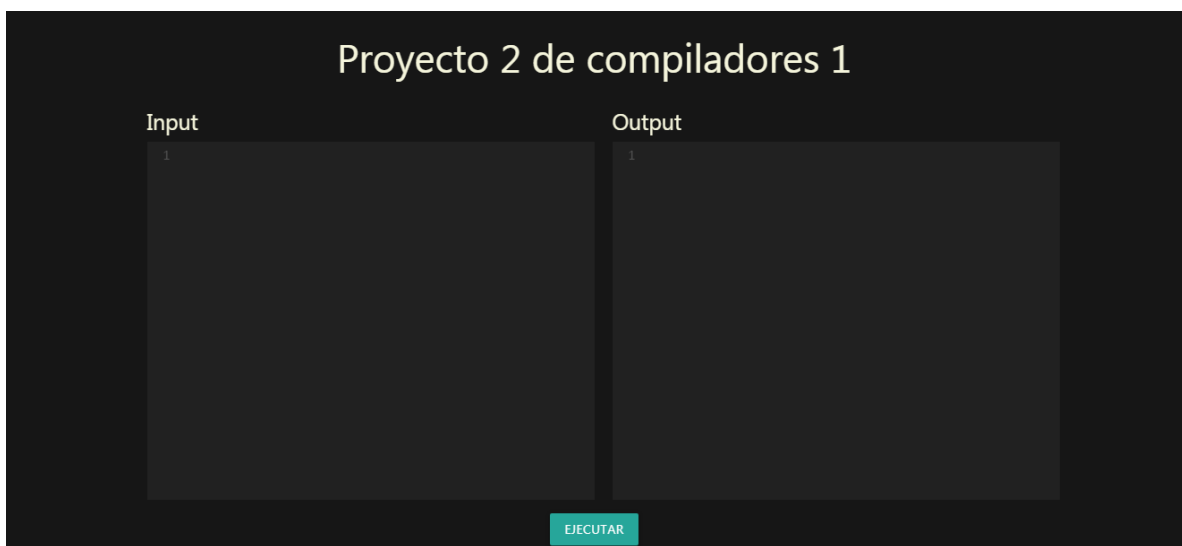 Proyecto 2 de compiladores 1
Input
Output
1
1
EJECUTAR